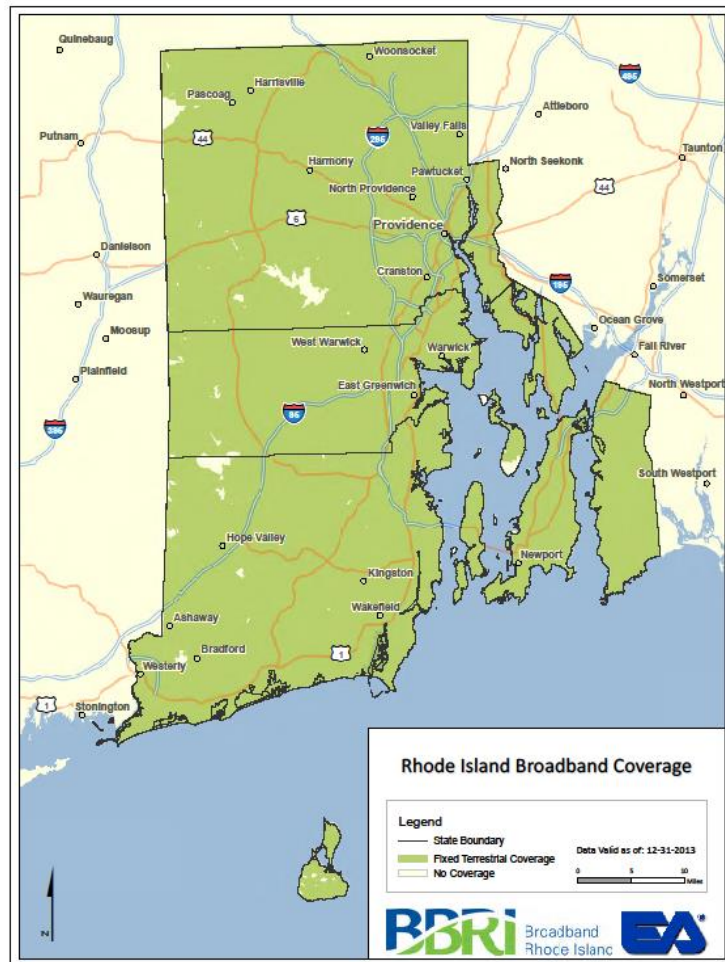 Quinebaug
Woonsocket
Harrisville
Pascoag
395
Attleboro
Putnam
44
295
Valley Falls
Taunton
Harmony
North Seekonk
Pawtucket
44
North Providence
6
Providence
Danielson
Cranston
195
Somerset
Wauregan
Ocean Grove
Moosup
West Warwick
Warwick
Fall River
Plainfield
East Greenwich
North Westport
95
395
South Westport
Hope Valley
Newport
Kingston
Wakefield
Ashaway
Bradford
1
Westerly
1
Stonington
Rhode Island Broadband Coverage
Legend
State Boundary
Fixed Terrestrial Coverage
No Coverage
Data Valid as of: 12-31-2013
0 5 10
Miles
N
BBRI
Broadband
Rhode Island
EA